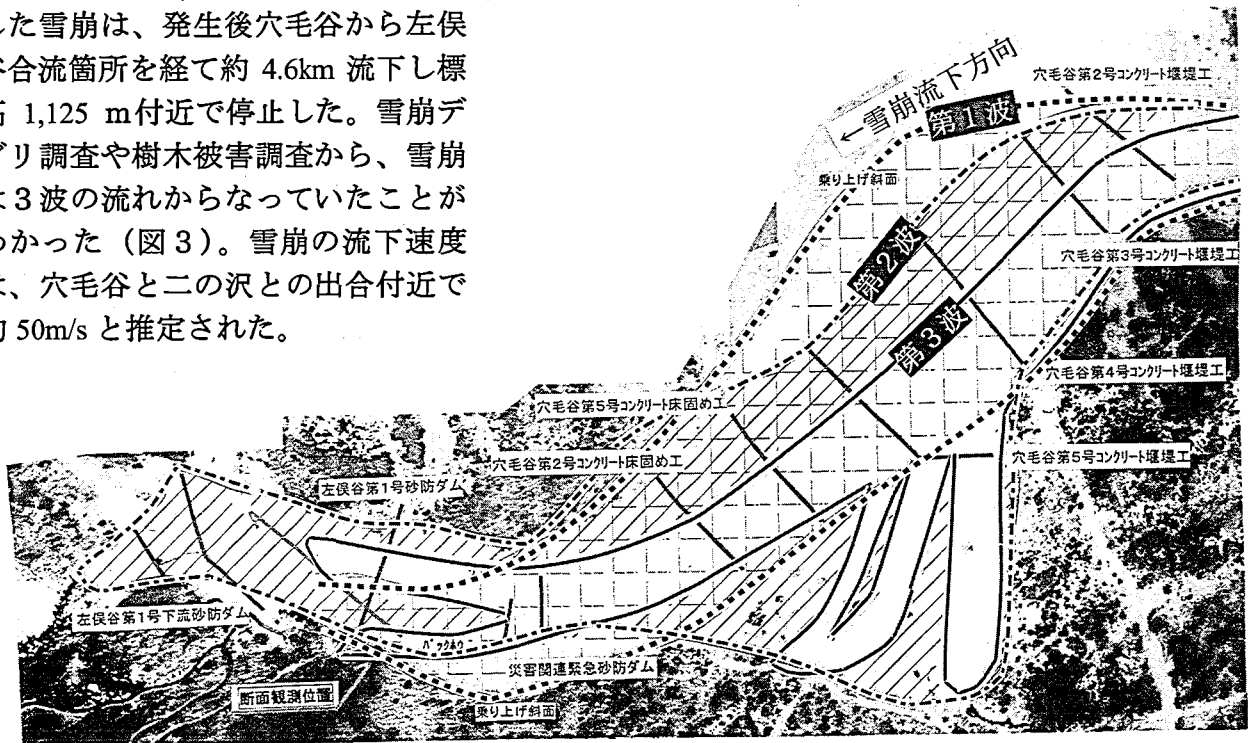 した雪崩は、発生後穴毛谷から左俣
谷合流箇所を経て約 4.6km 流下し標
高 1,125 m付近で停止した。雪崩デ
ブリ調査や樹木被害調査から、雪崩
は３波の流れからなっていたことが
わかった（図３）。雪崩の流下速度
は、穴毛谷と二の沢との出合付近で
約 50m/s と推定された。
←雪崩流下方向
穴毛谷第2号コンクリート堰堤工
第１波
乗り上げ斜面
第２波
穴毛谷第3号コンクリート堰堤工
第３波
穴毛谷第4号コンクリート堰堤工
穴毛谷第5号コンクリート床固め工
穴毛谷第2号コンクリート床固め工
穴毛谷第5号コンクリート堰堤工
左俣谷第1号砂防ダム
左俣谷第1号下流砂防ダム
バックホウ
災害関連緊急砂防ダム
断面観測位置
乗り上げ斜面